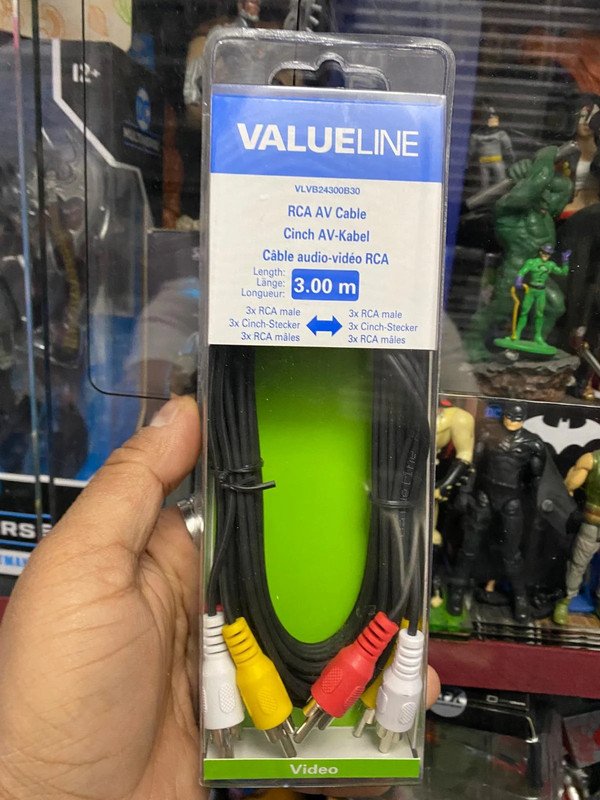 VALUELINE
VLVB24300B30
RCA AV Cable
Cinch AV-Kabel
Câble audio-vidéo RCA
Length:
Länge:
Longueur:
3.00 m
3x RCA male
3x Cinch-Stecker
3x RCA mâles
3x RCA male
3x Cinch-Stecker
3x RCA mâles
Video
12+
DC